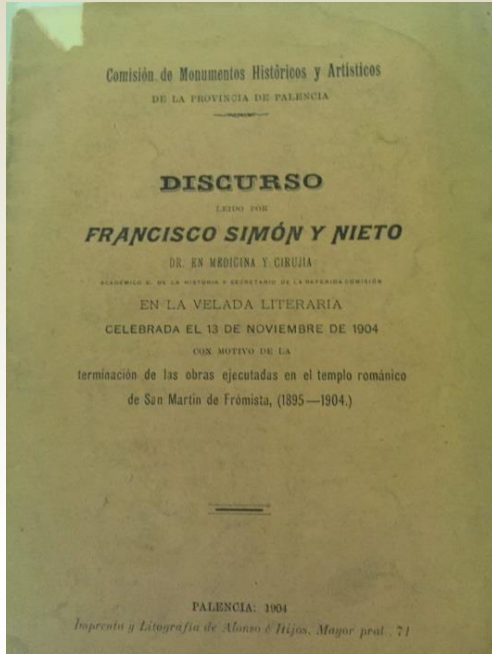 Comisión de Monumentos Históricos y Artísticos
DE LA PROVINCIA DE PALENCIA
DISCURSO
LEIDO POR
FRANCISCO SIMÓN Y NIETO
DR. EN MEDICINA Y CIRUJÍA
ACADÉMICO C. DE LA HISTORIA Y SECRETARIO DE LA REFERIDA COMISIÓN
EN LA VELADA LITERARIA
CELEBRADA EL 13 DE NOVIEMBRE DE 1904
CON MOTIVO DE LA
terminación de las obras ejecutadas en el templo románico
de San Martín de Frómista, (1895—1904.)
PALENCIA: 1904
Imprenta y Litografía de Alonso é Hijos, Mayor pral., 71